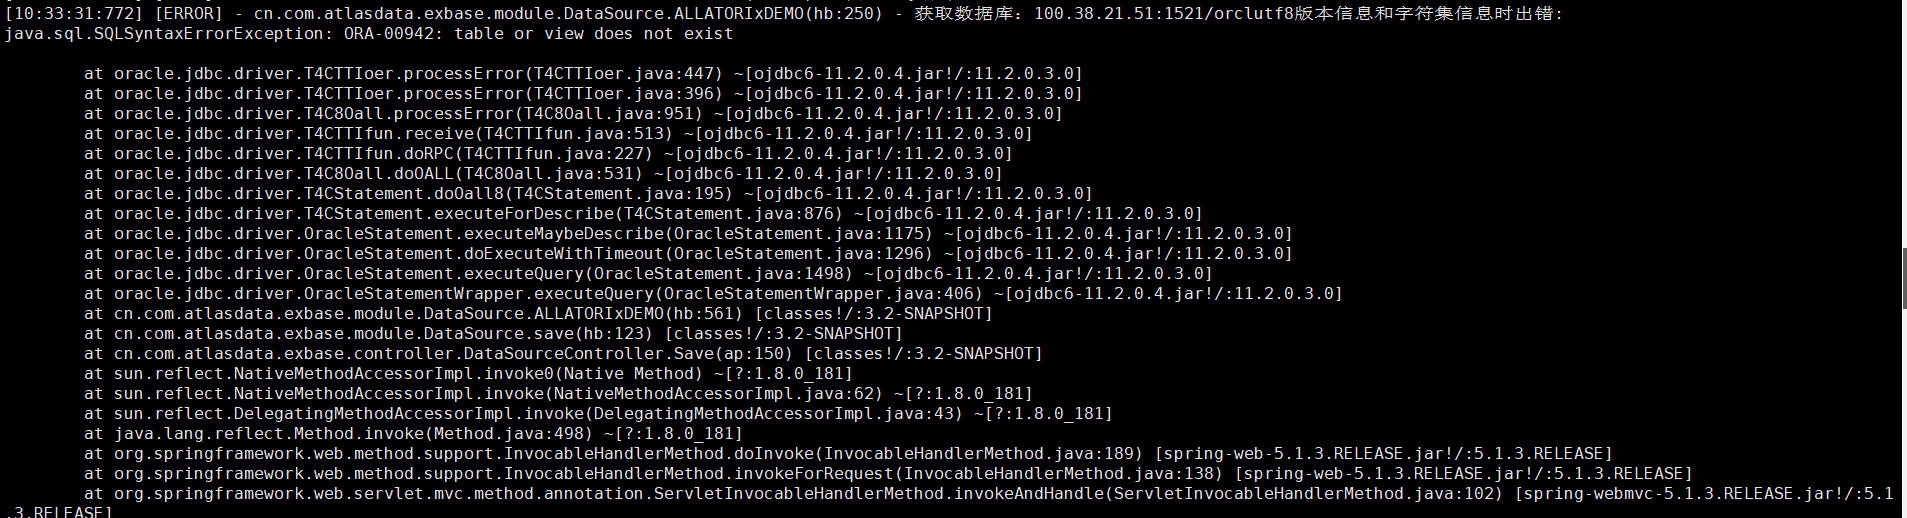 [10:33:31:772] [ERROR] - cn.com.atlasdata.exbase.module.DataSource.ALLATORIxDEMO(hb:250) - 获取数据库：100.38.21.51:1521/orclutf8版本信息和字符集信息时出错:
java.sql.SQLSyntaxErrorException: ORA-00942: table or view does not exist
at oracle.jdbc.driver.T4CTTIoer.processError(T4CTTIoer.java:447) ~[ojdbc6-11.2.0.4.jar!/:11.2.0.3.0]
at oracle.jdbc.driver.T4CTTIoer.processError(T4CTTIoer.java:396) ~[ojdbc6-11.2.0.4.jar!/:11.2.0.3.0]
at oracle.jdbc.driver.T4C8Oall.processError(T4C8Oall.java:951) ~[ojdbc6-11.2.0.4.jar!/:11.2.0.3.0]
at oracle.jdbc.driver.T4CTTIfun.receive(T4CTTIfun.java:513) ~[ojdbc6-11.2.0.4.jar!/:11.2.0.3.0]
at oracle.jdbc.driver.T4CTTIfun.doRPC(T4CTTIfun.java:227) ~[ojdbc6-11.2.0.4.jar!/:11.2.0.3.0]
at oracle.jdbc.driver.T4C8Oall.doOALL(T4C8Oall.java:531) ~[ojdbc6-11.2.0.4.jar!/:11.2.0.3.0]
at oracle.jdbc.driver.T4CStatement.doOall8(T4CStatement.java:195) ~[ojdbc6-11.2.0.4.jar!/:11.2.0.3.0]
at oracle.jdbc.driver.T4CStatement.executeForDescribe(T4CStatement.java:876) ~[ojdbc6-11.2.0.4.jar!/:11.2.0.3.0]
at oracle.jdbc.driver.OracleStatement.executeMaybeDescribe(OracleStatement.java:1175) ~[ojdbc6-11.2.0.4.jar!/:11.2.0.3.0]
at oracle.jdbc.driver.OracleStatement.doExecuteWithTimeout(OracleStatement.java:1296) ~[ojdbc6-11.2.0.4.jar!/:11.2.0.3.0]
at oracle.jdbc.driver.OracleStatement.executeQuery(OracleStatement.java:1498) ~[ojdbc6-11.2.0.4.jar!/:11.2.0.3.0]
at oracle.jdbc.driver.OracleStatementWrapper.executeQuery(OracleStatementWrapper.java:406) ~[ojdbc6-11.2.0.4.jar!/:11.2.0.3.0]
at cn.com.atlasdata.exbase.module.DataSource.ALLATORIxDEMO(hb:561) [classes!/:3.2-SNAPSHOT]
at cn.com.atlasdata.exbase.module.DataSource.save(hb:123) [classes!/:3.2-SNAPSHOT]
at cn.com.atlasdata.exbase.controller.DataSourceController.Save(ap:150) [classes!/:3.2-SNAPSHOT]
at sun.reflect.NativeMethodAccessorImpl.invoke0(Native Method) ~[?:1.8.0_181]
at sun.reflect.NativeMethodAccessorImpl.invoke(NativeMethodAccessorImpl.java:62) ~[?:1.8.0_181]
at sun.reflect.DelegatingMethodAccessorImpl.invoke(DelegatingMethodAccessorImpl.java:43) ~[?:1.8.0_181]
at java.lang.reflect.Method.invoke(Method.java:498) ~[?:1.8.0_181]
at org.springframework.web.method.support.InvocableHandlerMethod.doInvoke(InvocableHandlerMethod.java:189) [spring-web-5.1.3.RELEASE.jar!/:5.1.3.RELEASE]
at org.springframework.web.method.support.InvocableHandlerMethod.invokeForRequest(InvocableHandlerMethod.java:138) [spring-web-5.1.3.RELEASE.jar!/:5.1.3.RELEASE]
at org.springframework.web.servlet.mvc.method.annotation.ServletInvocableHandlerMethod.invokeAndHandle(ServletInvocableHandlerMethod.java:102) [spring-webmvc-5.1.3.RELEASE.jar!/:5.1
.3.RELEASE]